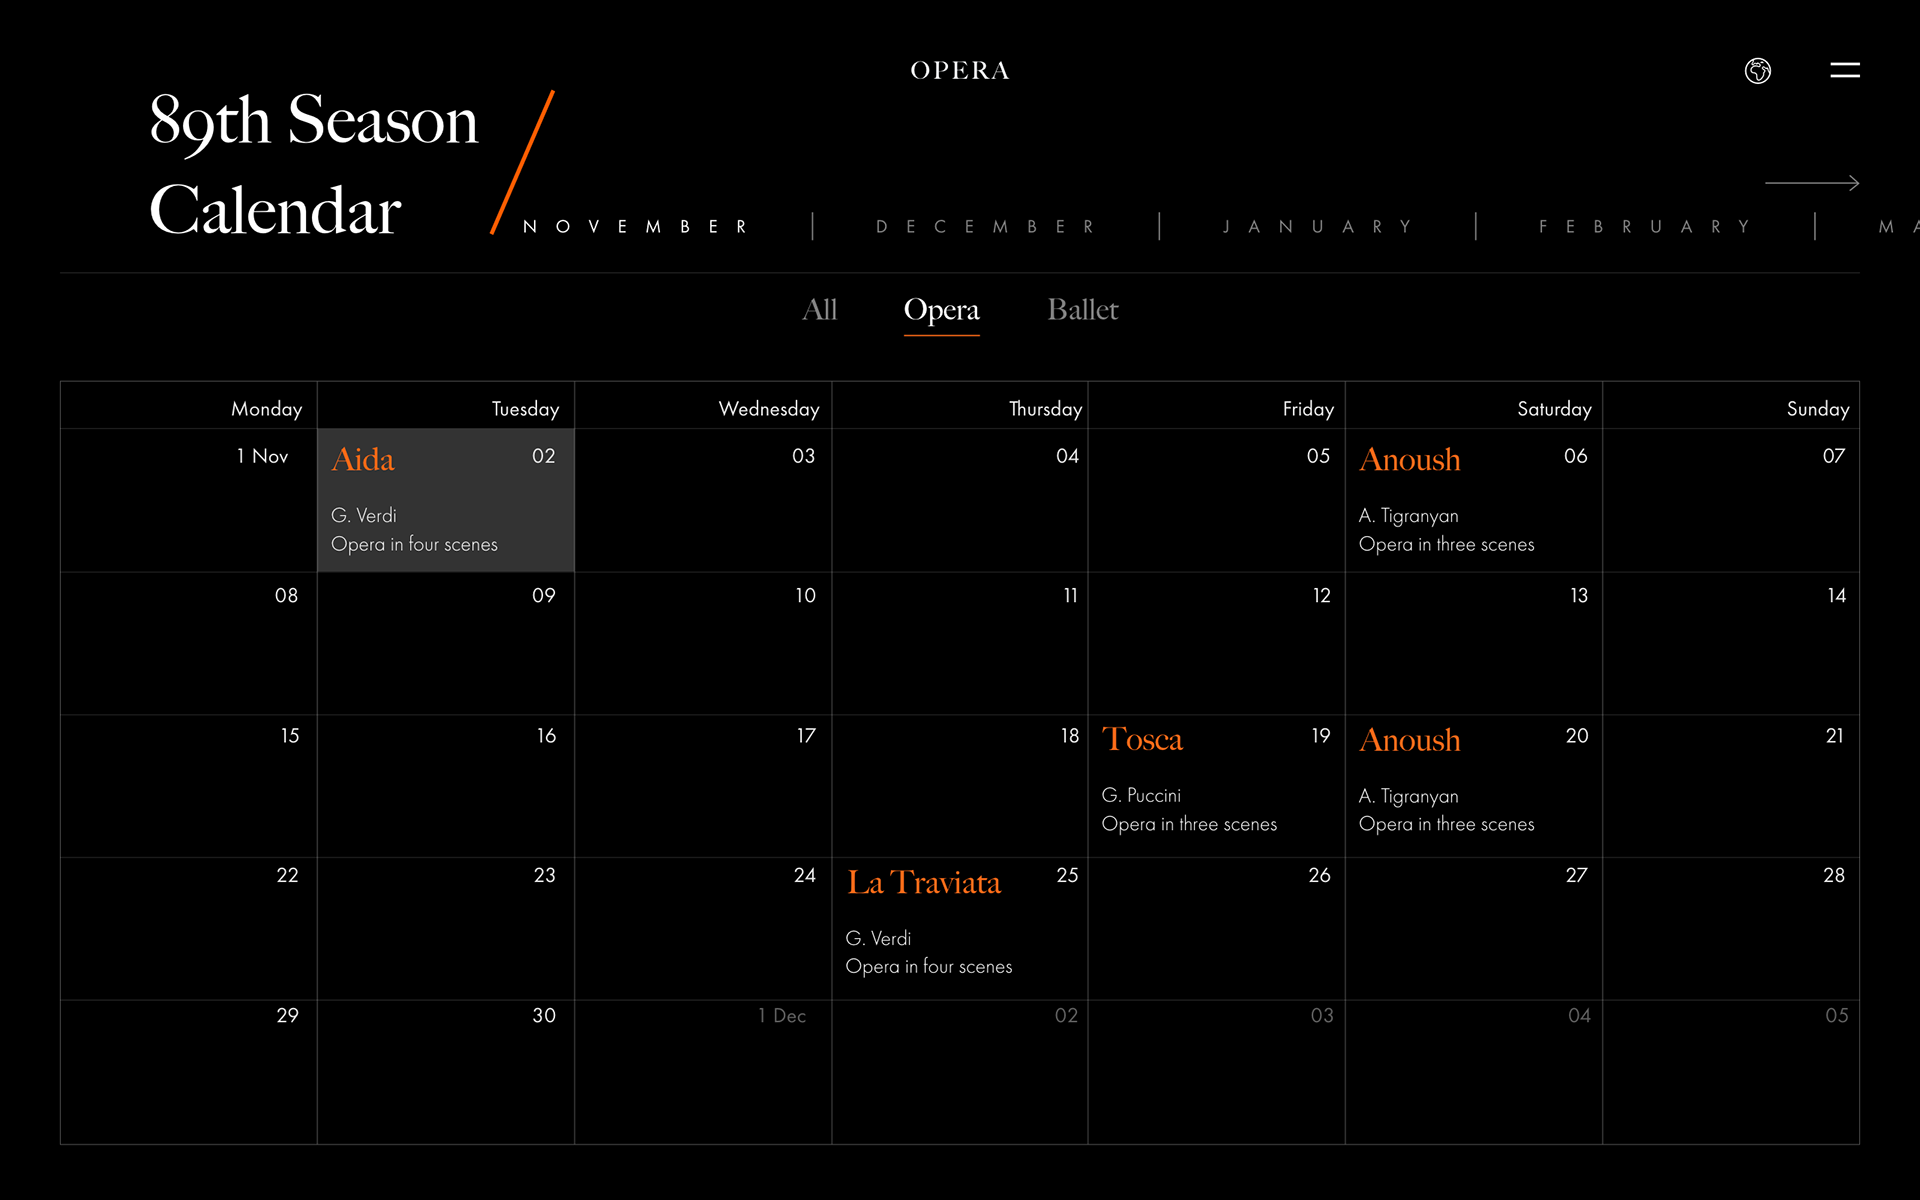 OPERA
89th Season
Calendar
NOVEMBER | DECEMBER | JANUARY | FEBRUARY | MA
All Opera Ballet
Monday Tuesday Wednesday Thursday Friday Saturday Sunday
1 Nov
Aida 02
G. Verdi
Opera in four scenes
03
04
05
Anoush 06
A. Tigranyan
Opera in three scenes
07
08 09 10 11 12 13 14
15
16
17
18
Tosca 19
G. Puccini
Opera in three scenes
Anoush 20
A. Tigranyan
Opera in three scenes
21
22
23
24
La Traviata 25
G. Verdi
Opera in four scenes
26
27
28
29 30 1 Dec 02 03 04 05